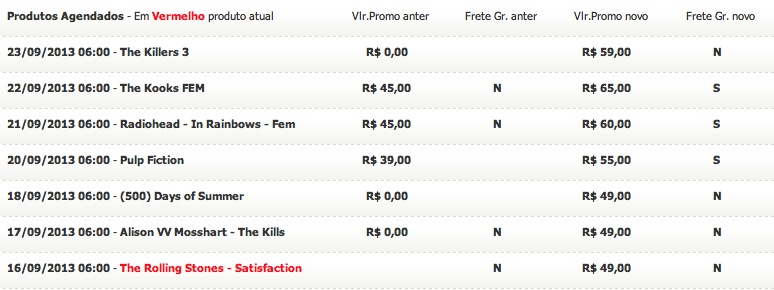 Produtos Agendados - Em Vermelho produto atual Vlr.Promo anter Frete Gr. anter Vlr.Promo novo Frete Gr. novo
23/09/2013 06:00 - The Killers 3 R$ 0,00 R$ 59,00 N
22/09/2013 06:00 - The Kooks FEM R$ 45,00 N R$ 65,00 S
21/09/2013 06:00 - Radiohead - In Rainbows - Fem R$ 45,00 N R$ 60,00 S
20/09/2013 06:00 - Pulp Fiction R$ 39,00 R$ 55,00 S
18/09/2013 06:00 - (500) Days of Summer R$ 0,00 R$ 49,00 N
17/09/2013 06:00 - Alison VV Mosshart - The Kills R$ 0,00 N R$ 49,00 N
16/09/2013 06:00 - The Rolling Stones - Satisfaction N R$ 49,00 N